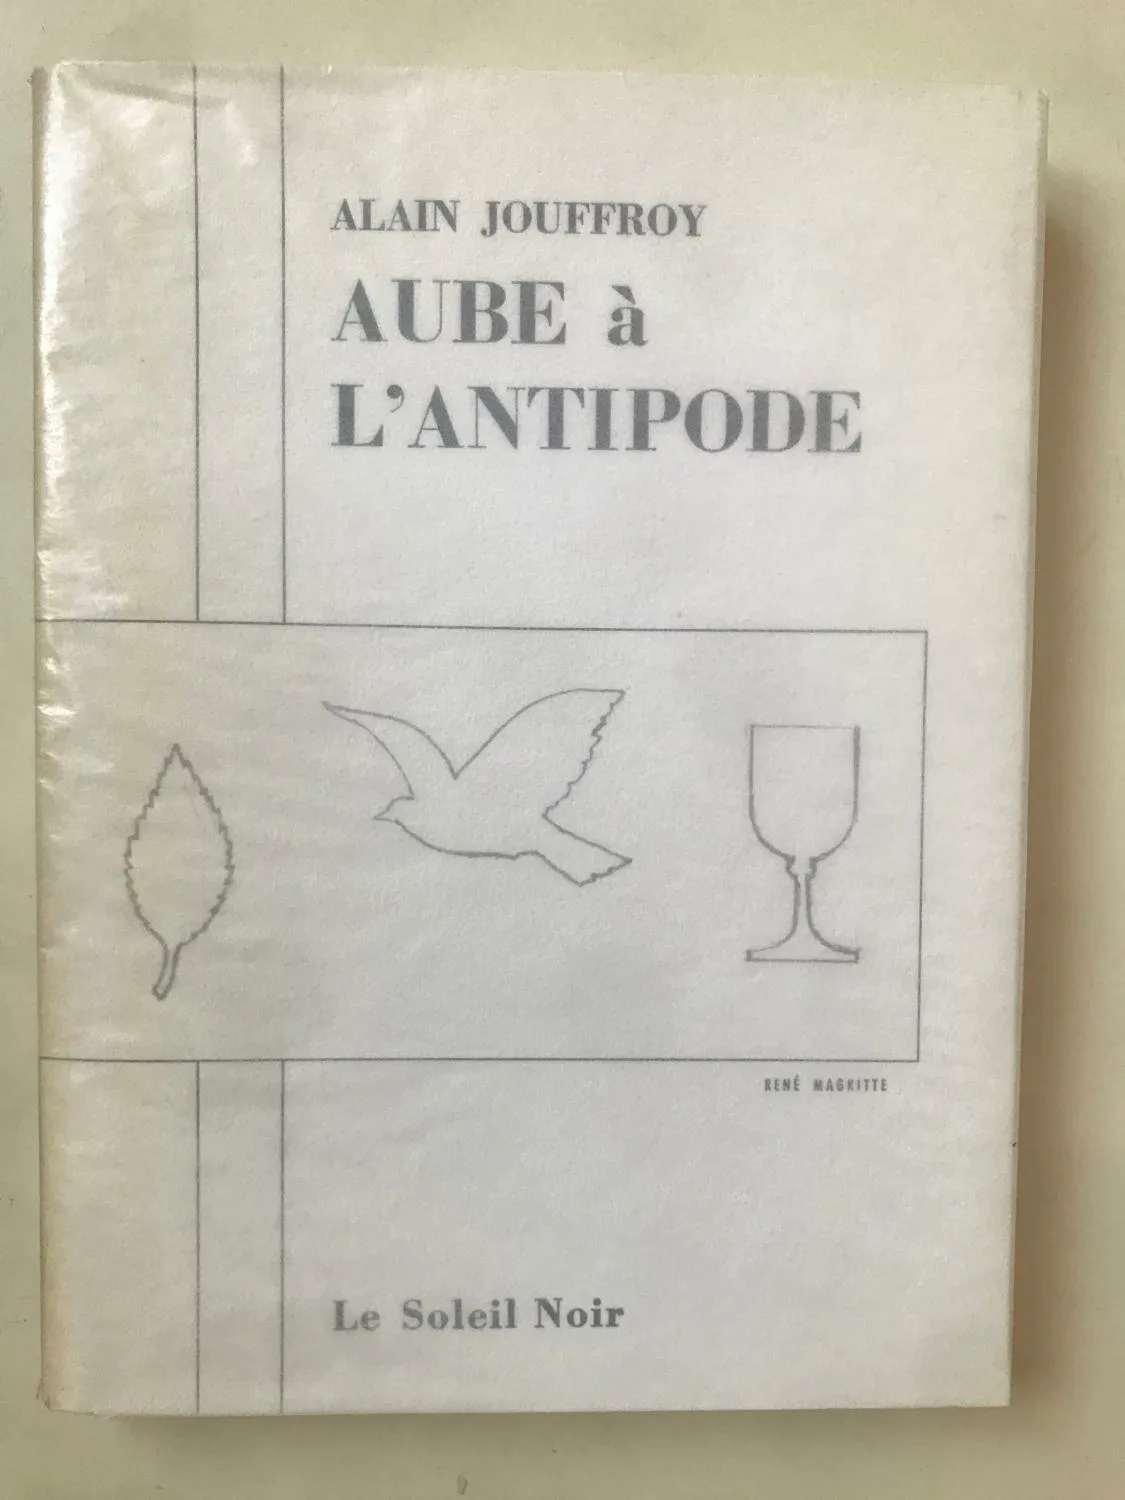 ALAIN JOUFFROY
AUBE à
L'ANTIPODE
RENÉ MAGRITTE
Le Soleil Noir